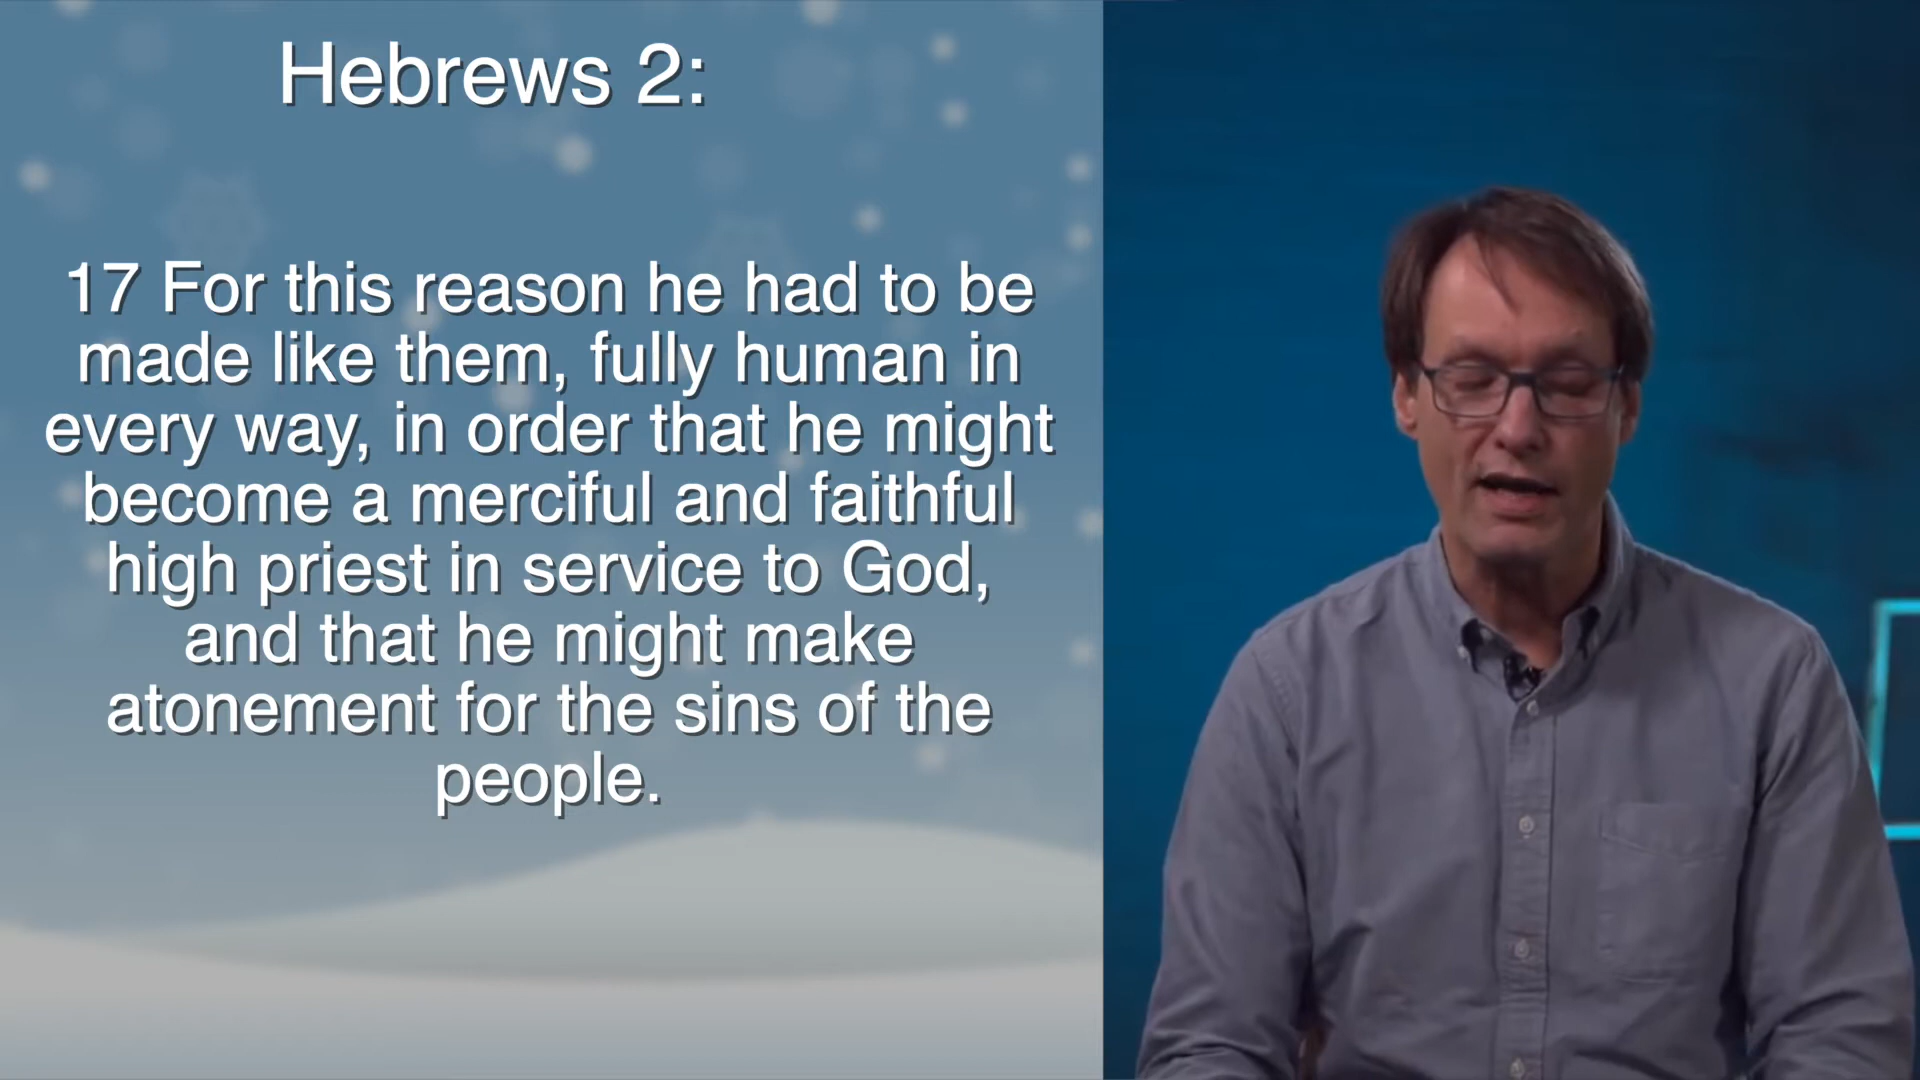 Hebrews 2:
17 For this reason he had to be
made like them, fully human in
every way, in order that he might
become a merciful and faithful
high priest in service to God,
and that he might make
atonement for the sins of the
people.